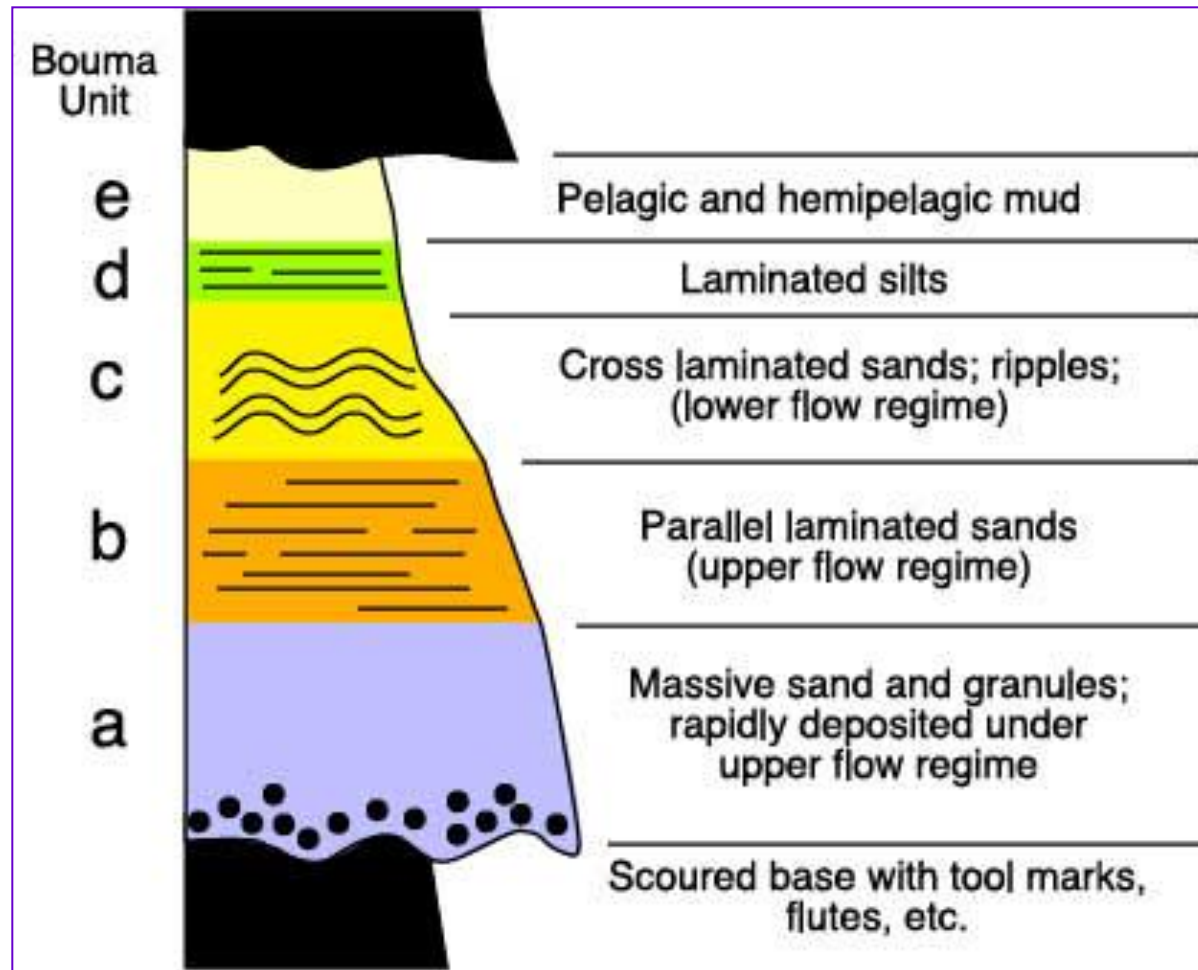 Bouma
Unit
e
Pelagic and hemipelagic mud
d
Laminated silts
c
Cross laminated sands; ripples;
(lower flow regime)
b
Parallel laminated sands
(upper flow regime)
a
Massive sand and granules;
rapidly deposited under
upper flow regime
Scoured base with tool marks,
flutes, etc.